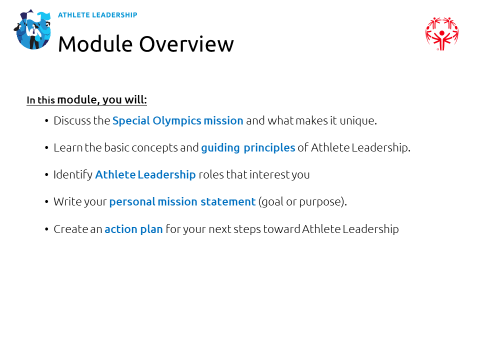 ATHLETE LEADERSHIP
Module Overview
In this module, you will:
• Discuss the Special Olympics mission and what makes it unique.
• Learn the basic concepts and guiding principles of Athlete Leadership.
• Identify Athlete Leadership roles that interest you
• Write your personal mission statement (goal or purpose).
• Create an action plan for your next steps toward Athlete Leadership